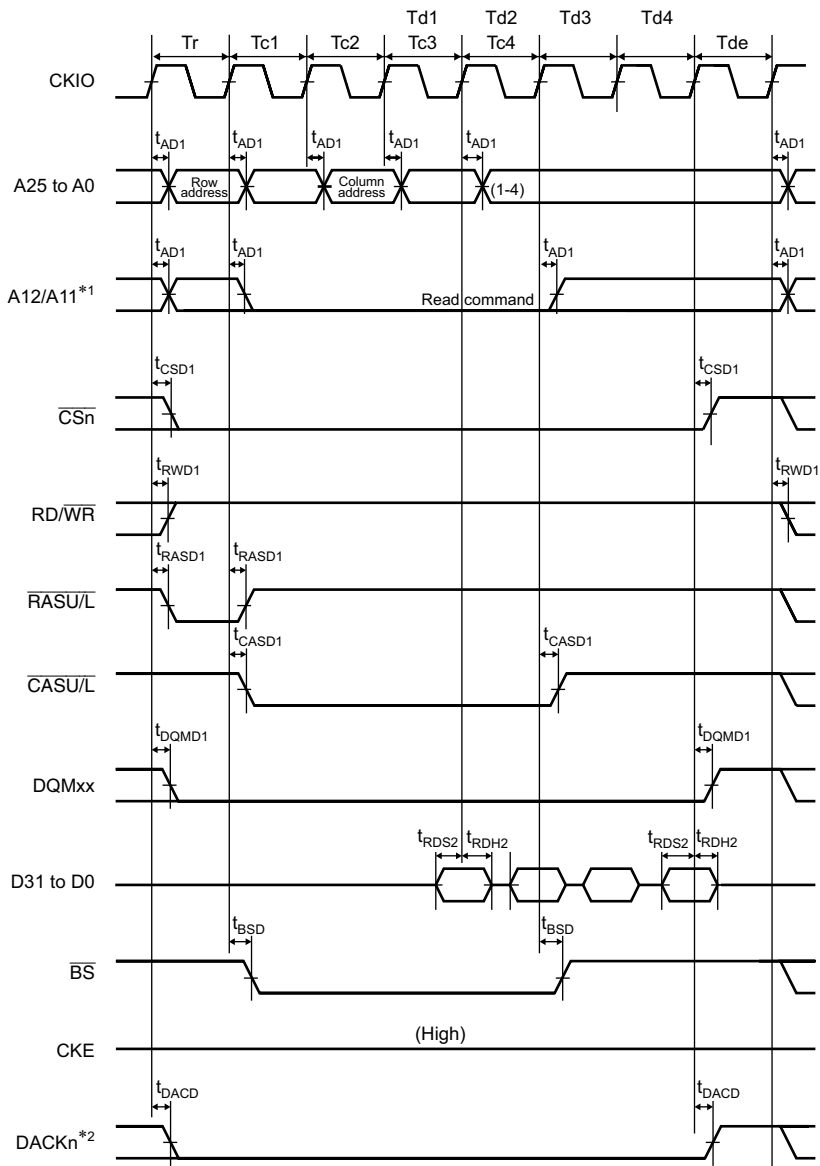 Td1 Td2 Td3 Td4
Tr Tc1 Tc2 Tc3 Tc4 Tde
CKIO
tAD1 tAD1 tAD1 tAD1 tAD1 tAD1
A25 to A0
Row address
Column address
(1-4)
tAD1 tAD1 tAD1 tAD1
A12/A11*1
Read command
tCSD1 tCSD1
CSn
tRWD1 tRWD1
RD/WR
tRASD1 tRASD1
RASU/L
tCASD1 tCASD1
CASU/L
tDQMD1 tDQMD1
DQMxx
tRDS2 tRDH2 tRDS2 tRDH2
D31 to D0
tBSD tBSD
BS
(High)
CKE
tDACD tDACD
DACKn*2